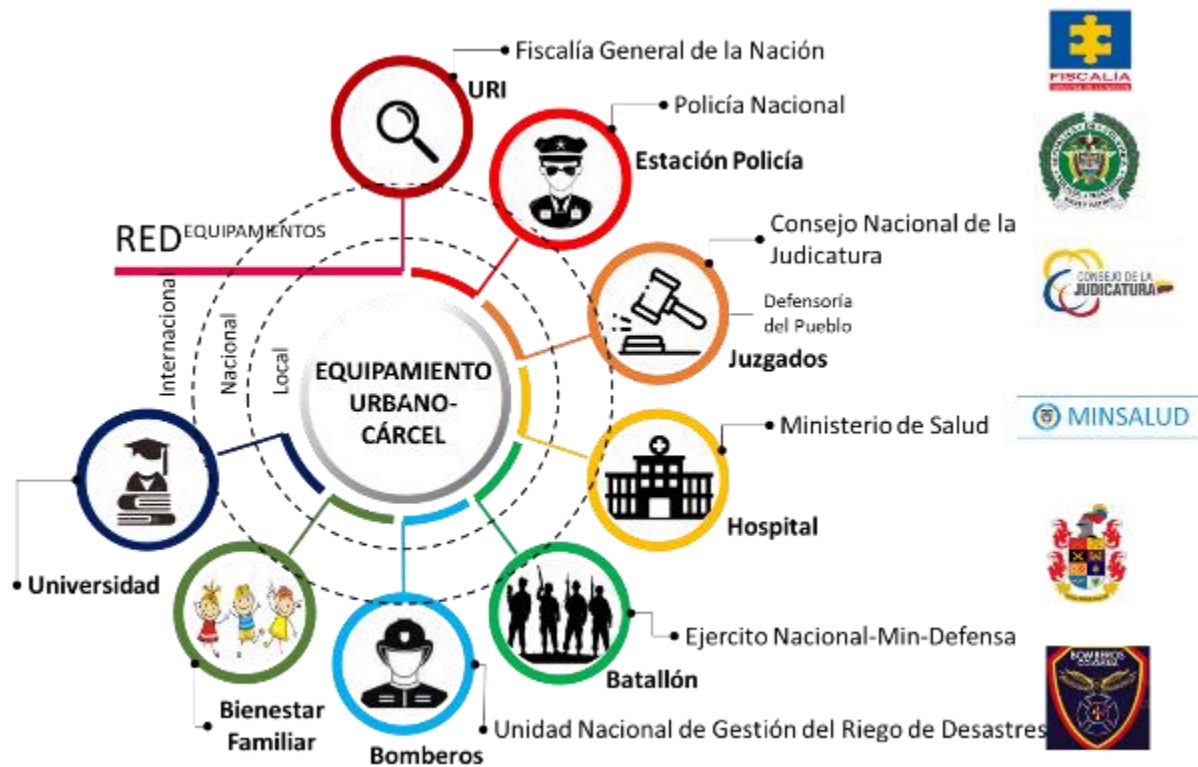 Fiscalía General de la Nación
URI
FISCALÍA
Policía Nacional
Estación Policía
RED EQUIPAMIENTOS
Consejo Nacional de la
Judicatura
CONSEJO DE LA
JUDICATURA
Internacional
Nacional
Local
Defensoría
del Pueblo
Juzgados
EQUIPAMIENTO
URBANO-
CÁRCEL
Ministerio de Salud
MINSALUD
Hospital
Universidad
Ejercito Nacional-Min-Defensa
Batallón
BOMBEROS
Bienestar
Familiar
Bomberos
Unidad Nacional de Gestión del Riego de Desastres